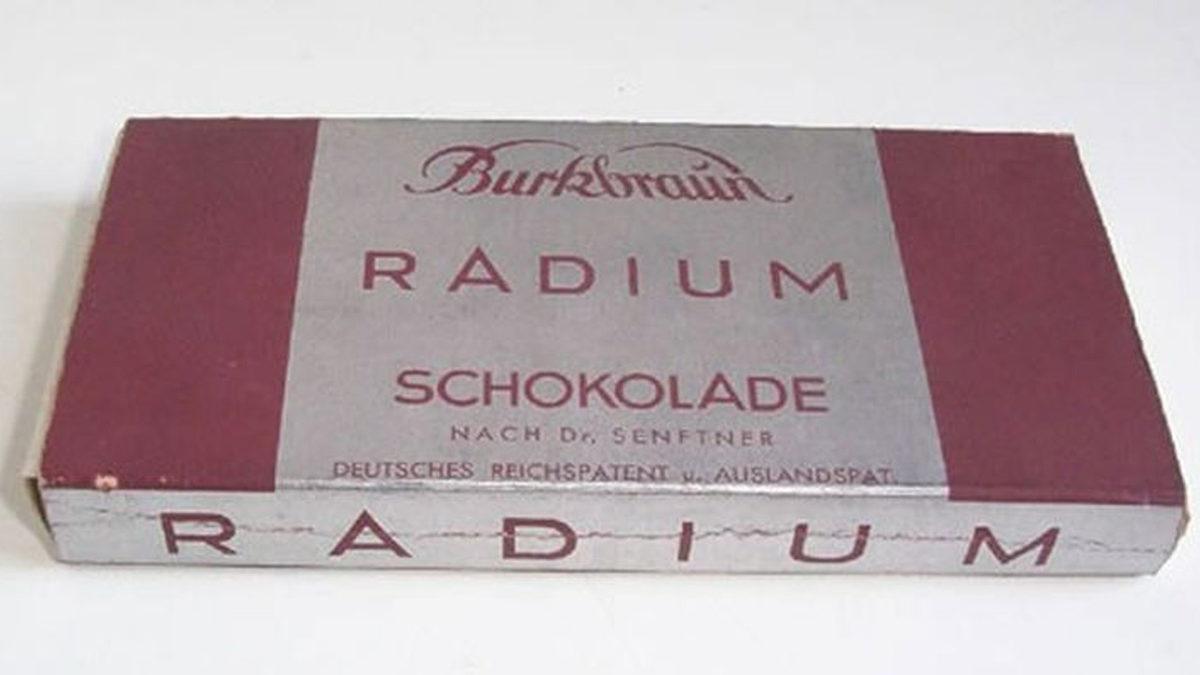 Burkbraun
RADIUM
SCHOKOLADE
NACH Dr. SENFTNER
DEUTSCHES REICHSPATENT u. AUSLANDSPAT.
RADIUM